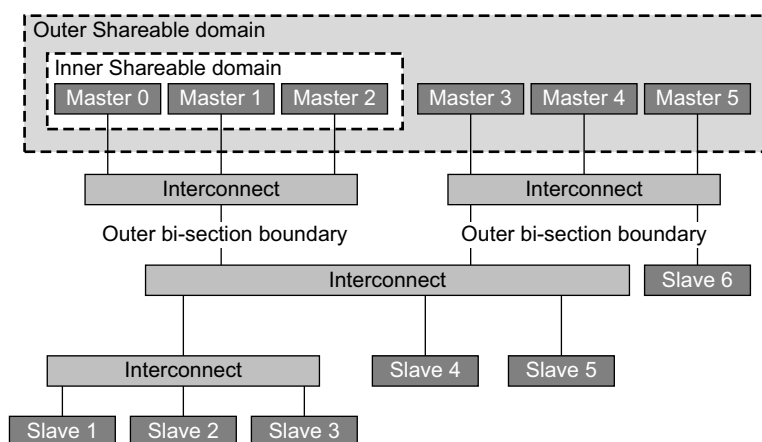 Outer Shareable domain
Inner Shareable domain
Master 0 Master 1 Master 2 Master 3 Master 4 Master 5
Interconnect Interconnect
Outer bi-section boundary Outer bi-section boundary
Interconnect Slave 6
Interconnect Slave 4 Slave 5
Slave 1 Slave 2 Slave 3